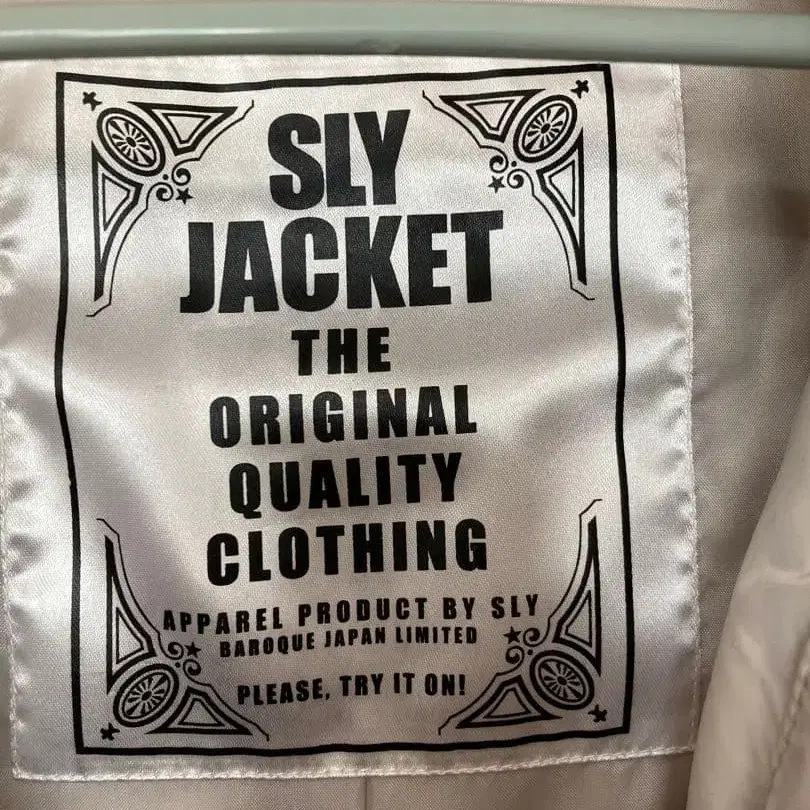 SLY
JACKET
THE
ORIGINAL
QUALITY
CLOTHING
APPAREL PRODUCT BY SLY
BAROQUE JAPAN LIMITED
PLEASE, TRY IT ON!